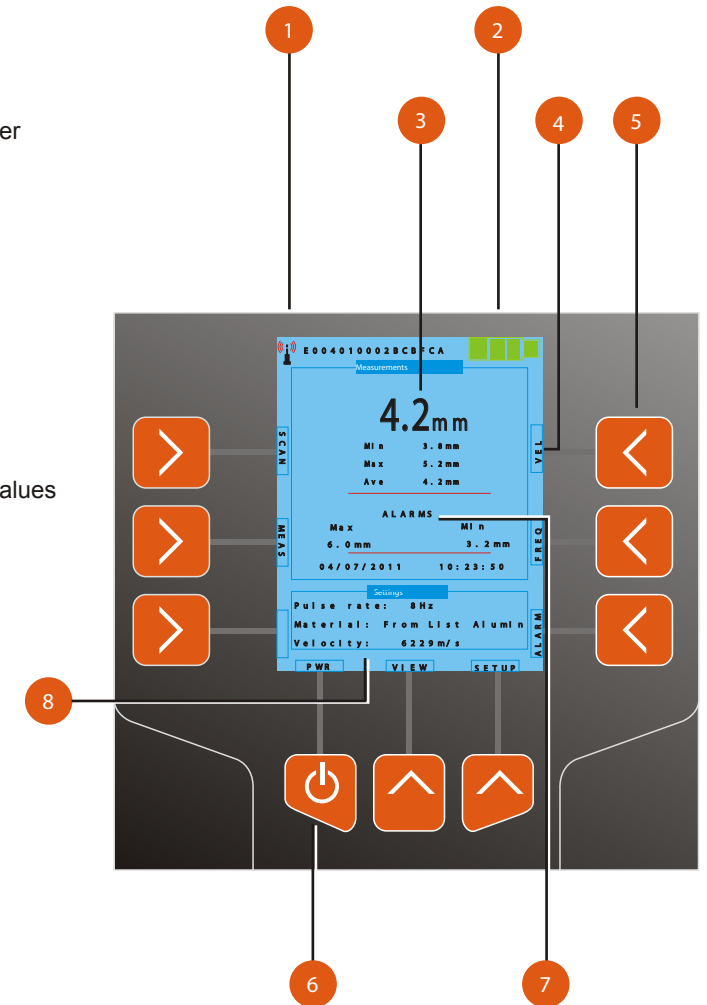 1 2
3 4 5
er
E004010002BCBFCA
Measurements
4.2mm
SCAN
VEL
Min 3.8mm
Max 5.2mm
Ave 4.2mm
alues
ALARMS
Max Min
6.0mm 3.2mm
MEAS
FREQ
04/07/2011 10:23:50
Settings
Pulse rate: 8Hz
Material: From List Alumin
Velocity: 6229m/s
ALARM
PWR VIEW SETUP
8
6 7